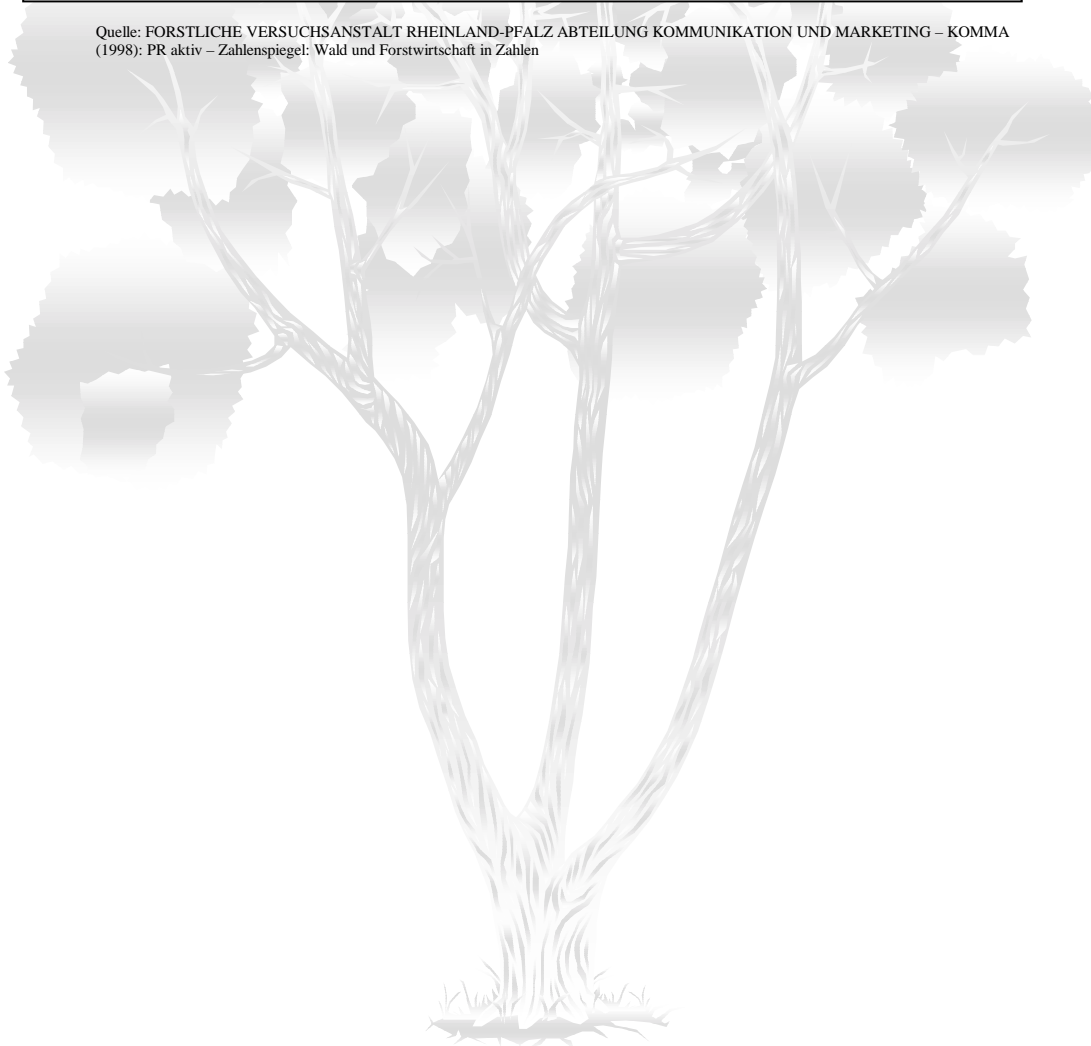 Quelle: FORSTLICHE VERSUCHSANSTALT RHEINLAND-PFALZ ABTEILUNG KOMMUNIKATION UND MARKETING – KOMMA
(1998): PR aktiv – Zahlenspiegel: Wald und Forstwirtschaft in Zahlen